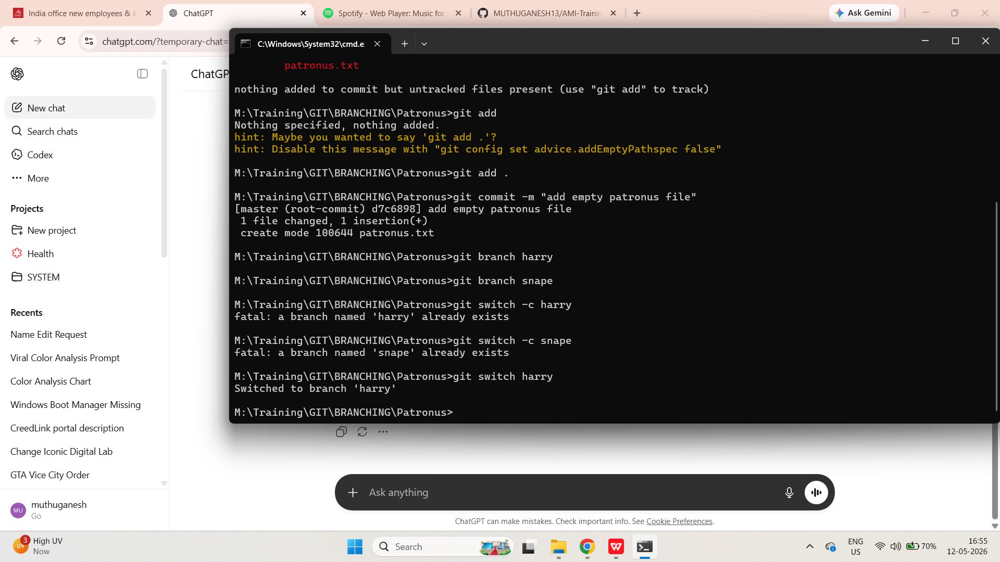 India office new employees & in
ChatGPT
Spotify - Web Player: Music for
MUTHUGANESH13/AMI-Trainin
Ask Gemini
chatgpt.com/?temporary-chat=
C:\Windows\System32\cmd.e
ChatGP
New chat
Search chats
Codex
More
Projects
New project
Health
SYSTEM
Recents
Name Edit Request
Viral Color Analysis Prompt
Color Analysis Chart
Windows Boot Manager Missing
CreedLink portal description
Change Iconic Digital Lab
GTA Vice City Order
MU
muthuganesh
Go
patronus.txt
nothing added to commit but untracked files present (use "git add" to track)
M:\Training\GIT\BRANCHING\Patronus>git add
Nothing specified, nothing added.
hint: Maybe you wanted to say 'git add .'?
hint: Disable this message with "git config set advice.addEmptyPathspec false"
M:\Training\GIT\BRANCHING\Patronus>git add .
M:\Training\GIT\BRANCHING\Patronus>git commit -m "add empty patronus file"
[master (root-commit) d7c6898] add empty patronus file
1 file changed, 1 insertion(+)
create mode 100644 patronus.txt
M:\Training\GIT\BRANCHING\Patronus>git branch harry
M:\Training\GIT\BRANCHING\Patronus>git branch snape
M:\Training\GIT\BRANCHING\Patronus>git switch -c harry
fatal: a branch named 'harry' already exists
M:\Training\GIT\BRANCHING\Patronus>git switch -c snape
fatal: a branch named 'snape' already exists
M:\Training\GIT\BRANCHING\Patronus>git switch harry
Switched to branch 'harry'
M:\Training\GIT\BRANCHING\Patronus>
Ask anything
ChatGPT can make mistakes. Check important info. See Cookie Preferences.
UV
3
High UV
Now
Search
ENG
US
70%
16:55
12-05-2026